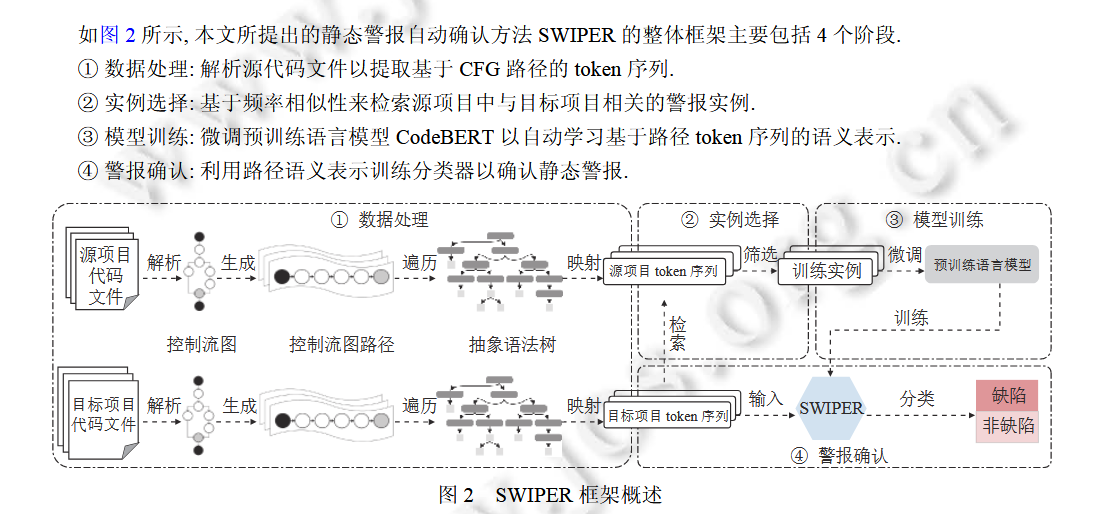 如图 2 所示, 本文所提出的静态警报自动确认方法 SWIPER 的整体框架主要包括 4 个阶段.
① 数据处理: 解析源代码文件以提取基于 CFG 路径的 token 序列.
② 实例选择: 基于频率相似性来检索源项目中与目标项目相关的警报实例.
③ 模型训练: 微调预训练语言模型 CodeBERT 以自动学习基于路径 token 序列的语义表示.
④ 警报确认: 利用路径语义表示训练分类器以确认静态警报.
① 数据处理
② 实例选择
③ 模型训练
源项目
代码
文件
解析
生成
遍历
映射
源项目 token 序列
筛选
训练实例
微调
预训练语言模型
训练
检索
控制流图
控制流图路径
抽象语法树
目标项目
代码文件
解析
生成
遍历
映射
目标项目 token 序列
输入
SWIPER
分类
缺陷
非缺陷
④ 警报确认
图 2 SWIPER 框架概述